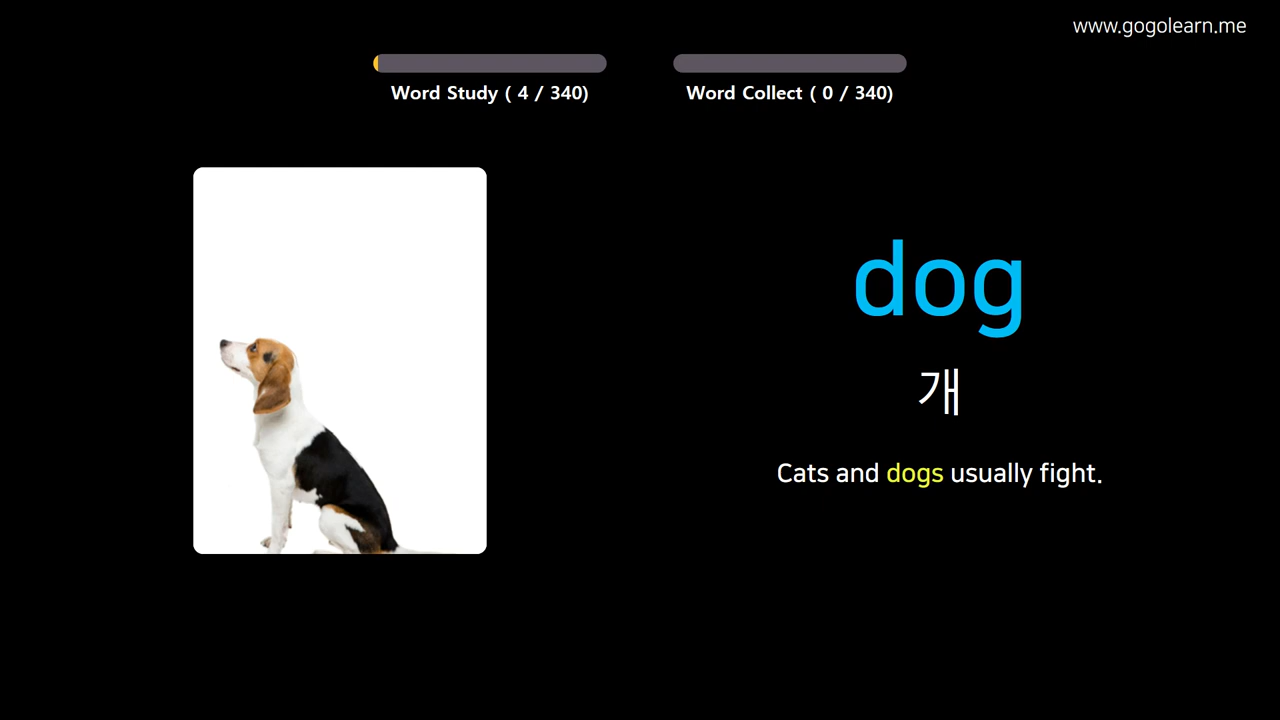 www.gogolearn.me
Word Study ( 4 / 340)
Word Collect ( 0 / 340)
dog
개
Cats and dogs usually fight.